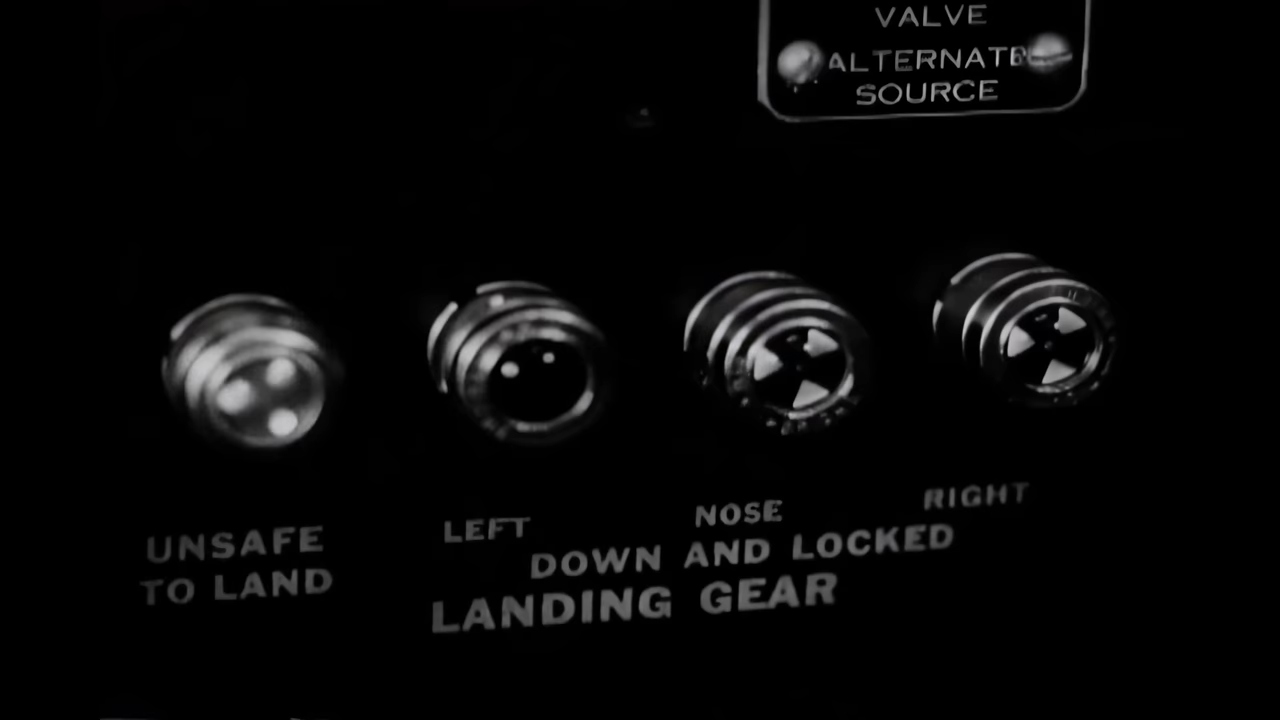 VALVE
ALTERNATE
SOURCE
UNSAFE
TO LAND
LEFT
NOSE
RIGHT
DOWN AND LOCKED
LANDING GEAR